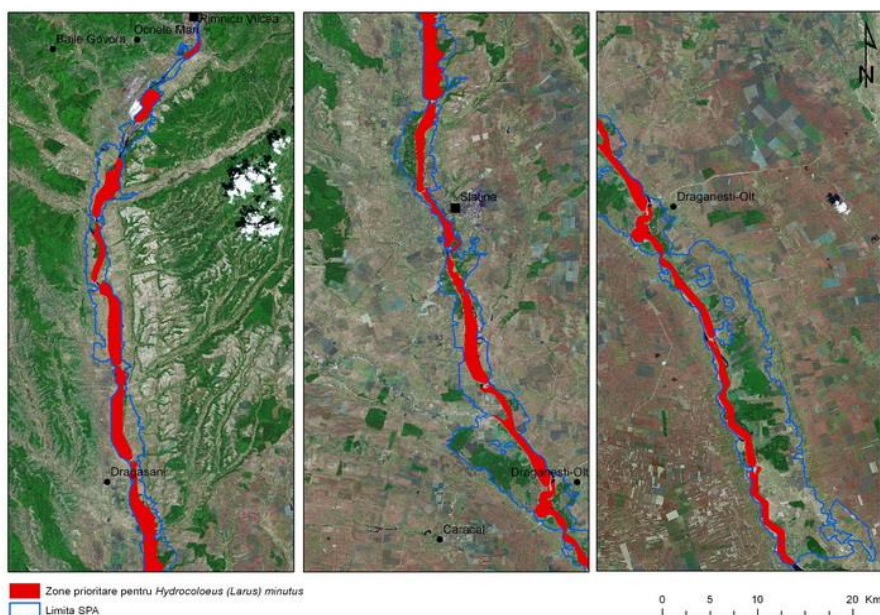 Rimnicu Vilcea
Ocnele Mari
Baile Govora
Dragasani
Slatina
Draganesti-Olt
Caracal
Draganesti-Olt
N
Zone prioritare pentru Hydrocoloeus (Larus) minutus
Limita SPA
0 5 10 20 Km